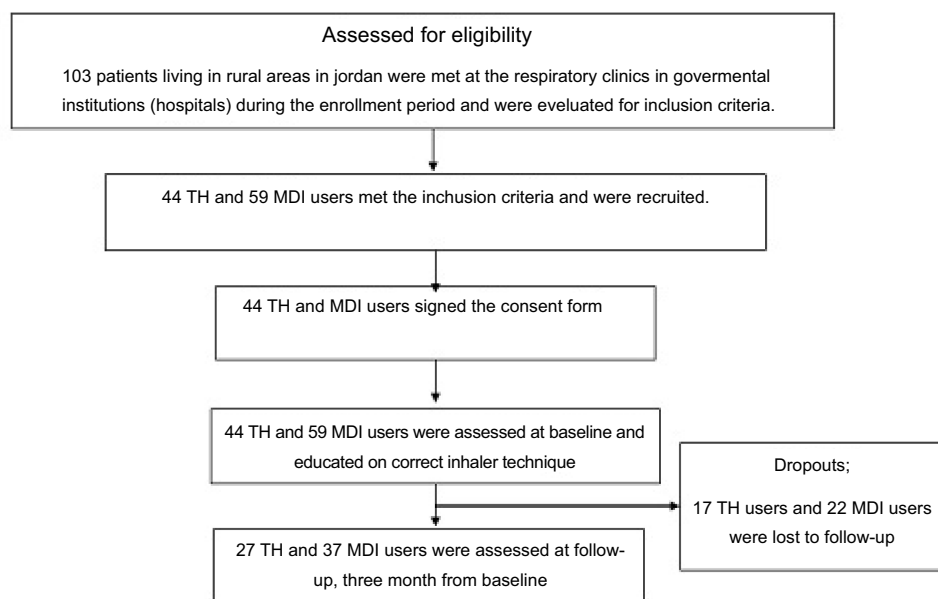 Assessed for eligibility
103 patients living in rural areas in jordan were met at the respiratory clinics in govermental
institutions (hospitals) during the enrollment period and were eveluated for inclusion criteria.
44 TH and 59 MDI users met the inchusion criteria and were recruited.
44 TH and MDI users signed the consent form
44 TH and 59 MDI users were assessed at baseline and
educated on correct inhaler technique
Dropouts;
17 TH users and 22 MDI users
were lost to follow-up
27 TH and 37 MDI users were assessed at follow-
up, three month from baseline